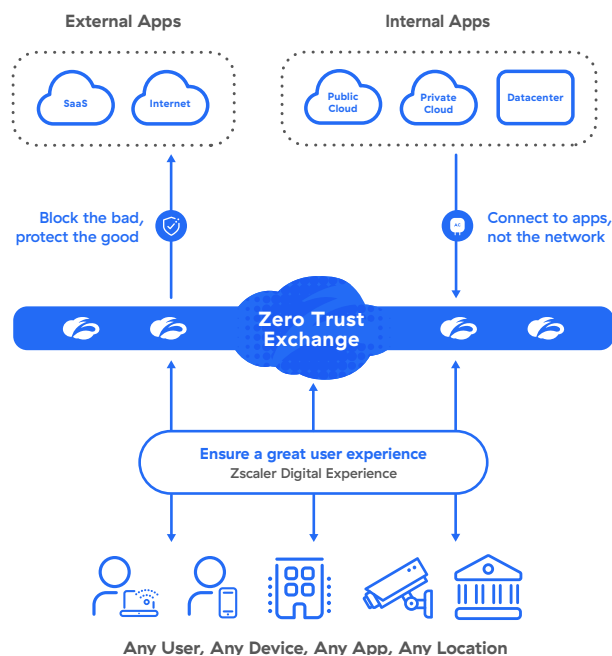 External Apps
Internal Apps
SaaS
Internet
Public
Cloud
Private
Cloud
Datacenter
Block the bad,
protect the good
AC
Connect to apps,
not the network
Zero Trust
Exchange
Ensure a great user experience
Zscaler Digital Experience
Any User, Any Device, Any App, Any Location